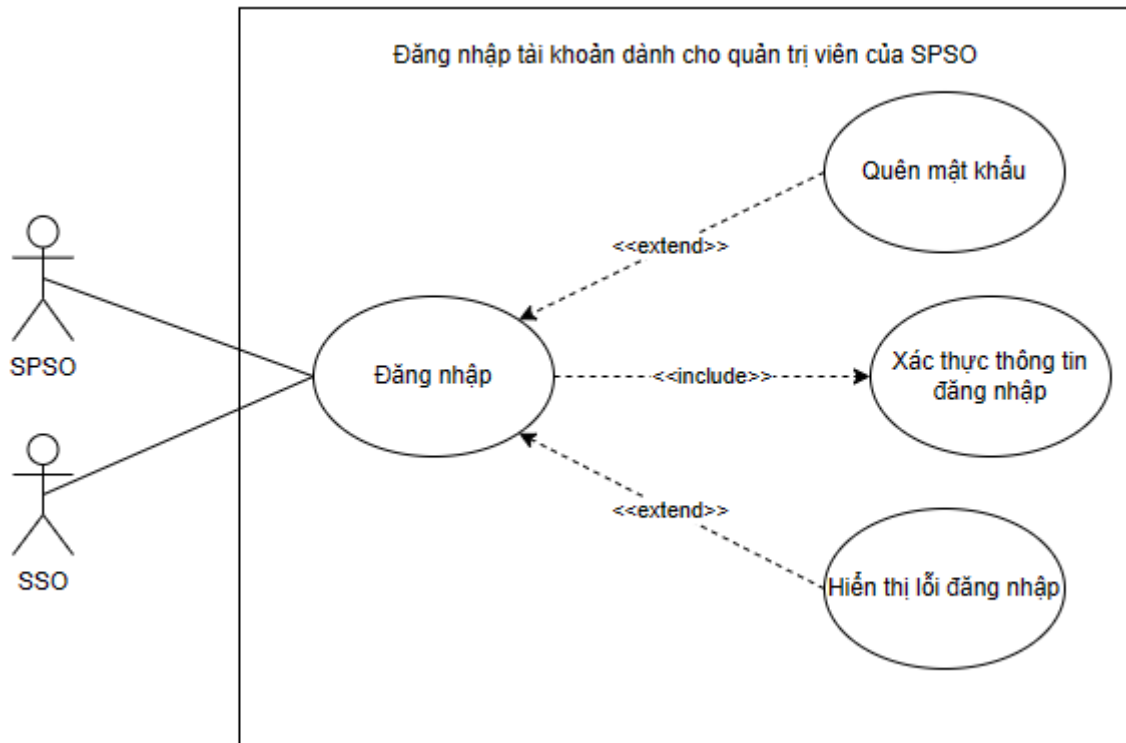 Đăng nhập tài khoản dành cho quản trị viên của SPSO
Quên mật khẩu
<<extend>>
SPSO
Đăng nhập
<<include>>
Xác thực thông tin
đăng nhập
<<extend>>
SSO
Hiển thị lỗi đăng nhập